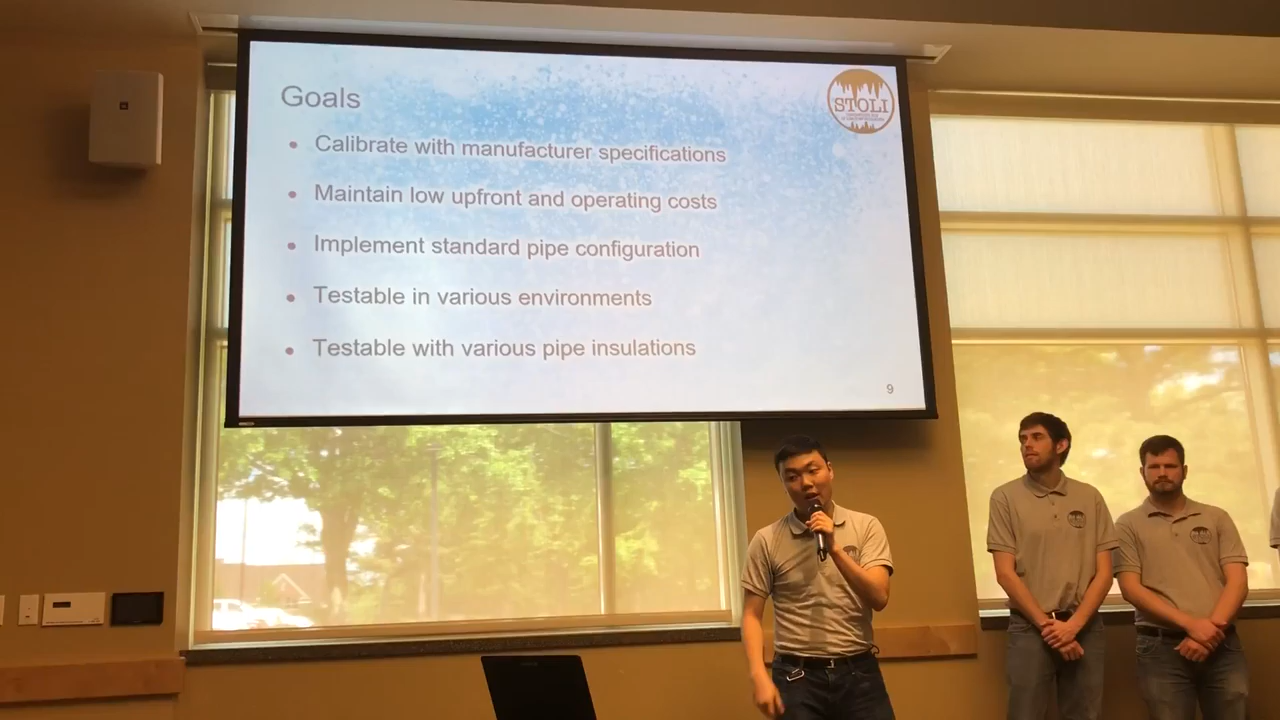 Goals
STOLI
• Calibrate with manufacturer specifications
• Maintain low upfront and operating costs
• Implement standard pipe configuration
• Testable in various environments
• Testable with various pipe insulations
9